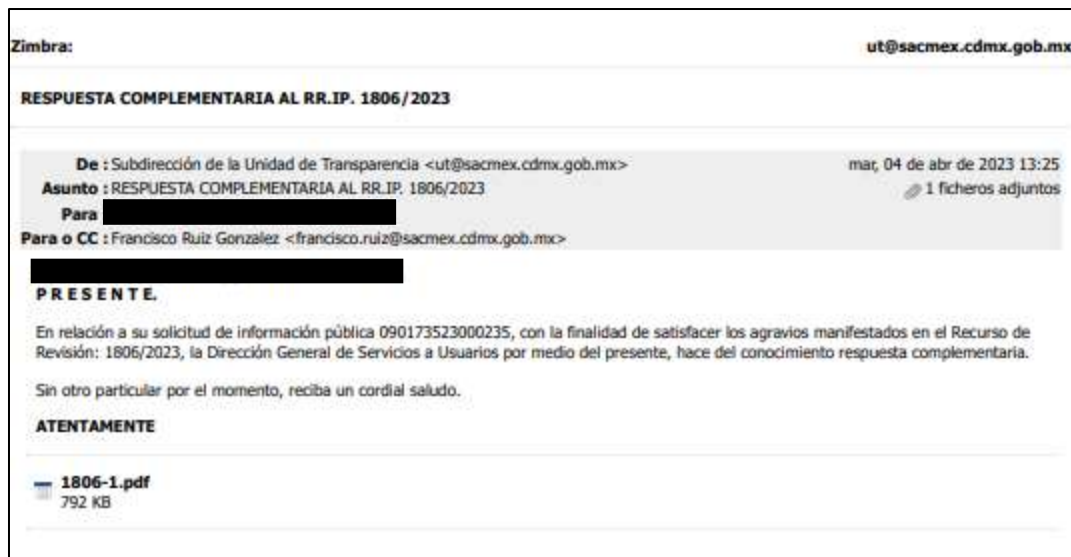 Zimbra: ut@sacmex.cdmx.gob.mx
RESPUESTA COMPLEMENTARIA AL RR.IP. 1806/2023
De : Subdirección de la Unidad de Transparencia <ut@sacmex.cdmx.gob.mx> mar, 04 de abr de 2023 13:25
Asunto : RESPUESTA COMPLEMENTARIA AL RR.IP. 1806/2023 1 ficheros adjuntos
Para
Para o CC : Francisco Ruiz Gonzalez <francisco.ruiz@sacmex.cdmx.gob.mx>
P R E S E N T E.
En relación a su solicitud de información pública 090173523000235, con la finalidad de satisfacer los agravios manifestados en el Recurso de
Revisión: 1806/2023, la Dirección General de Servicios a Usuarios por medio del presente, hace del conocimiento respuesta complementaria.
Sin otro particular por el momento, reciba un cordial saludo.
ATENTAMENTE
1806-1.pdf
792 KB